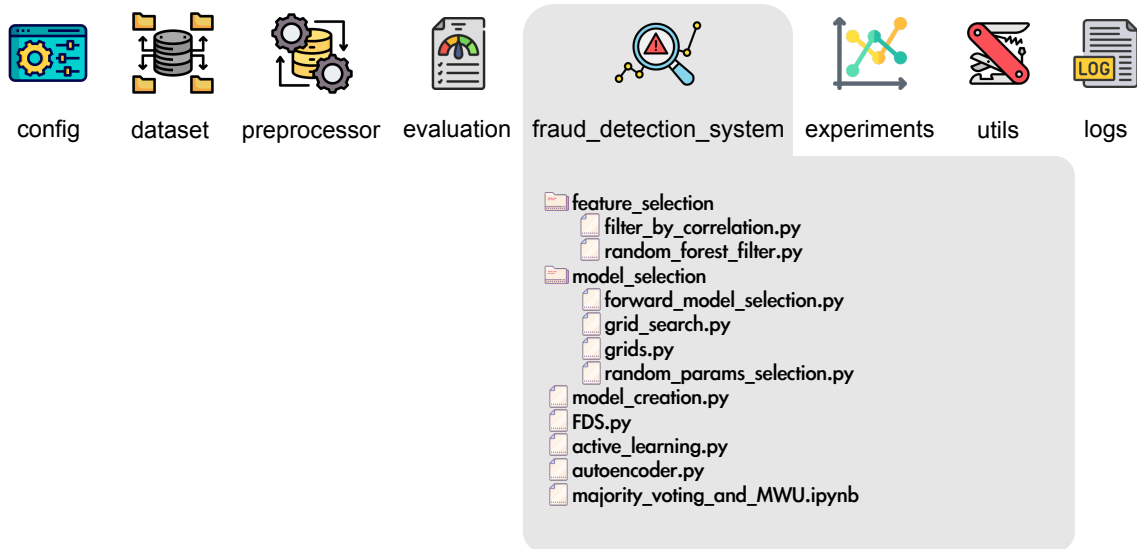 LOG
config dataset preprocessor evaluation fraud_detection_system experiments utils logs
feature_selection
filter_by_correlation.py
random_forest_filter.py
model_selection
forward_model_selection.py
grid_search.py
grids.py
random_params_selection.py
model_creation.py
FDS.py
active_learning.py
autoencoder.py
majority_voting_and_MWU.ipynb